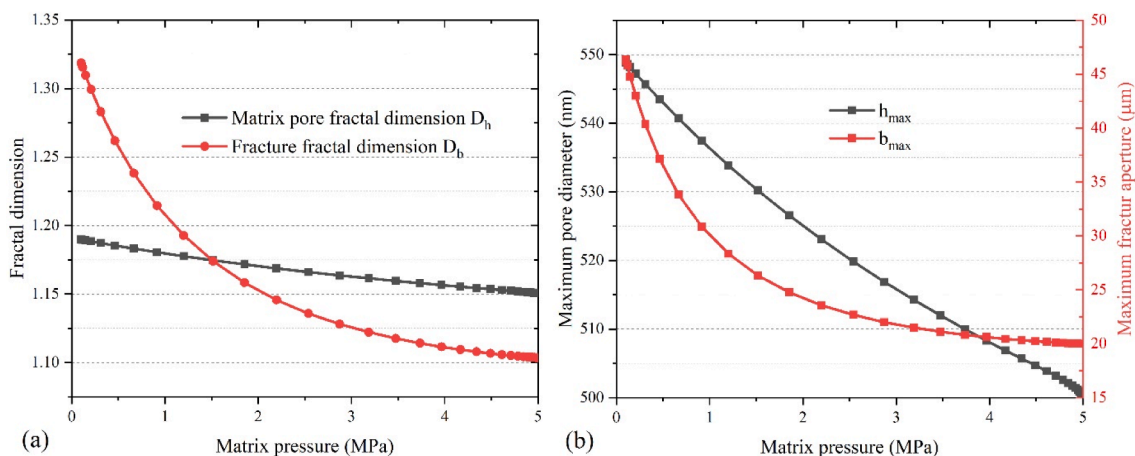 1.35
1.30
1.25
1.20
1.15
1.10
Fractal dimension
Matrix pore fractal dimension D_h
Fracture fractal dimension D_b
0 1 2 3 4 5
(a) Matrix pressure (MPa)
550
540
530
520
510
500
Maximum pore diameter (nm)
h_max
b_max
50
45
40
35
30
25
20
15
Maximum fractur aperture (μm)
0 1 2 3 4 5
(b) Matrix pressure (MPa)